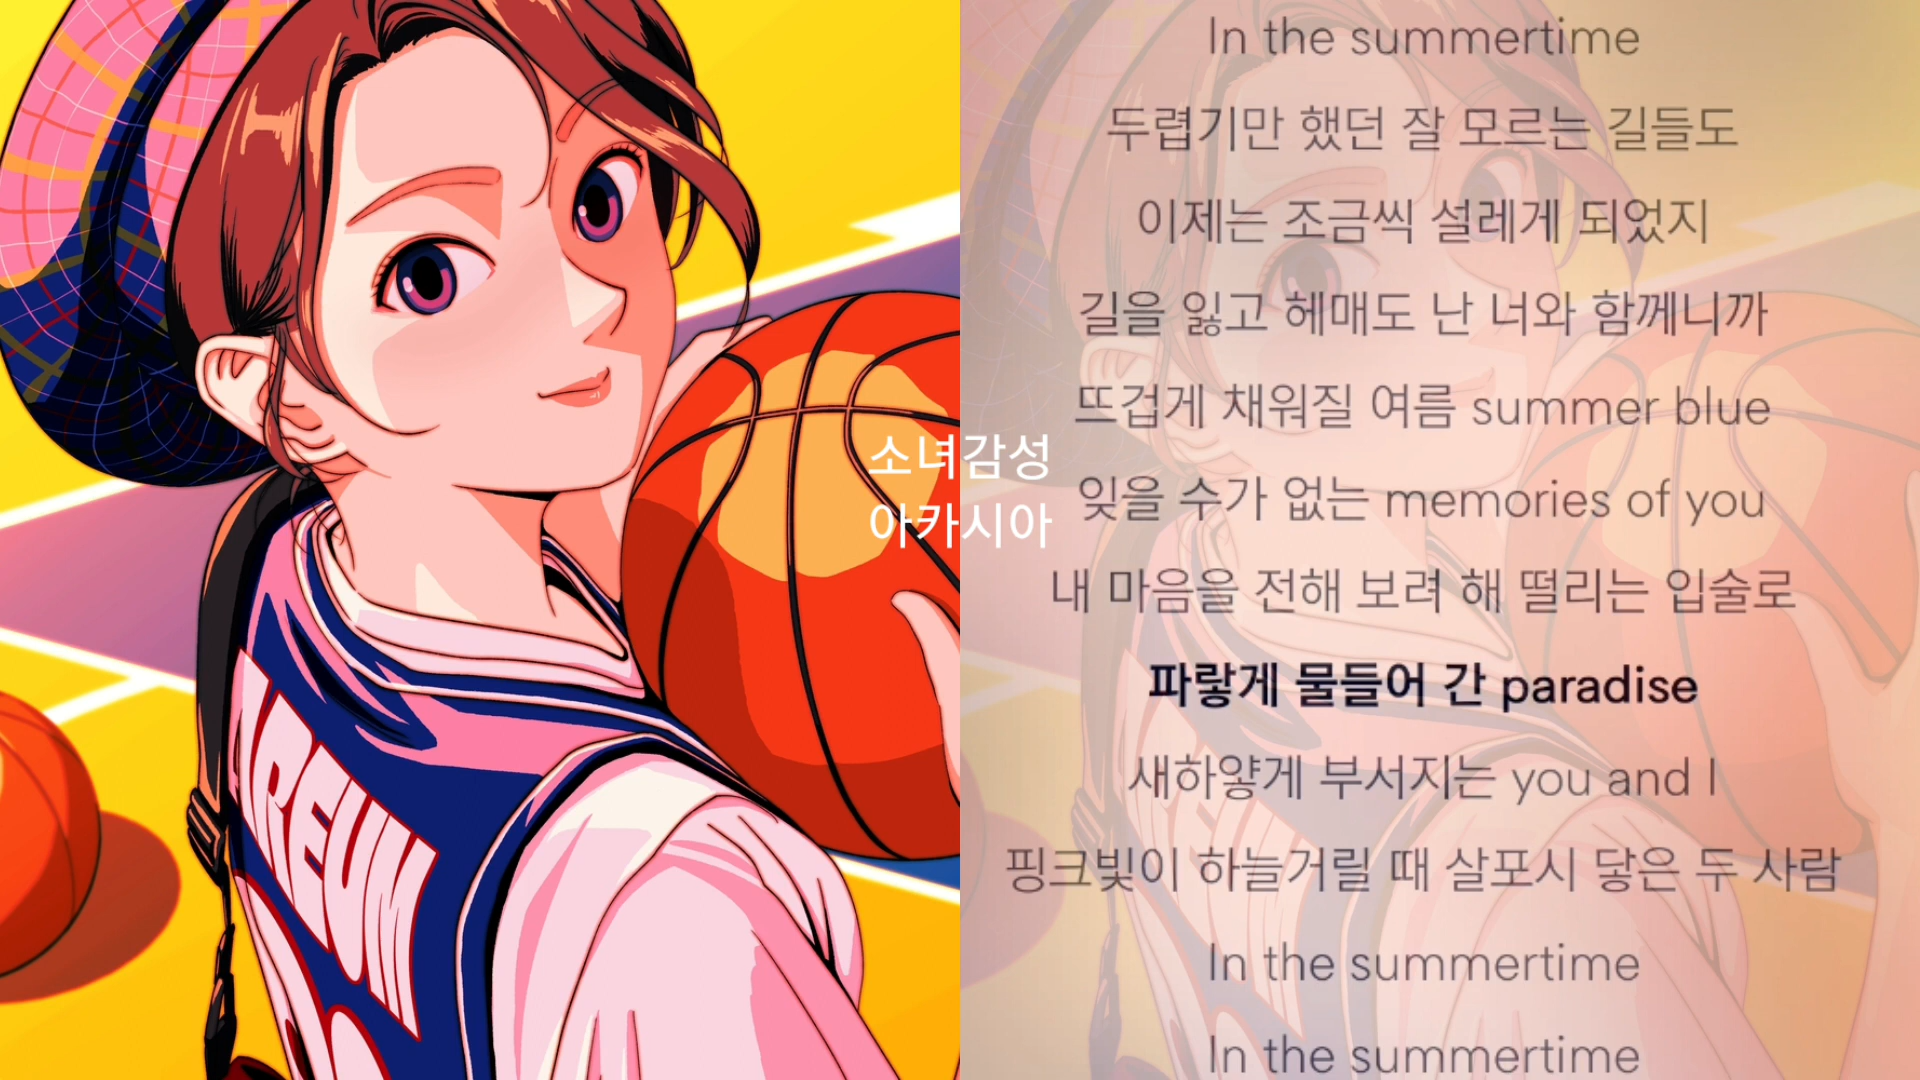 소녀감성
아카시아
AREUM
In the summertime
두렵기만 했던 잘 모르는 길들도
이제는 조금씩 설레게 되었지
길을 잃고 헤매도 난 너와 함께니까
뜨겁게 채워질 여름 summer blue
잊을 수가 없는 memories of you
내 마음을 전해 보려 해 떨리는 입술로
파랗게 물들어 간 paradise
새하얗게 부서지는 you and I
핑크빛이 하늘거릴 때 살포시 닿은 두 사람
In the summertime
In the summertime